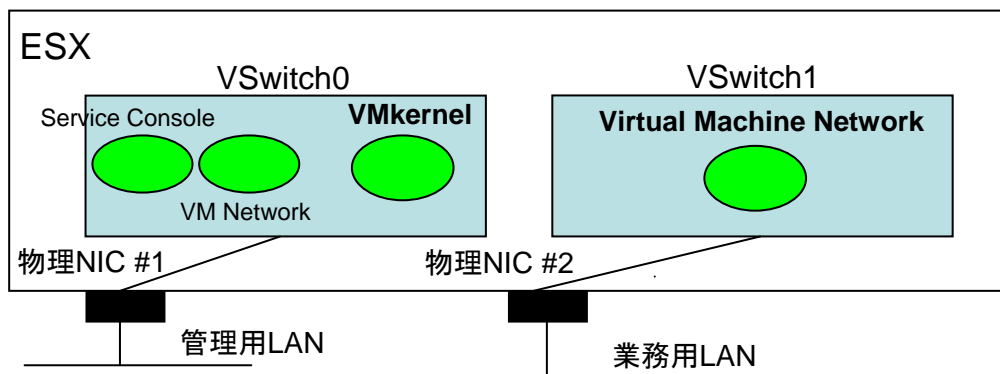 ESX
VSwitch0
VSwitch1
Service Console
VMkernel
Virtual Machine Network
VM Network
物理NIC #1
物理NIC #2
管理用LAN
業務用LAN